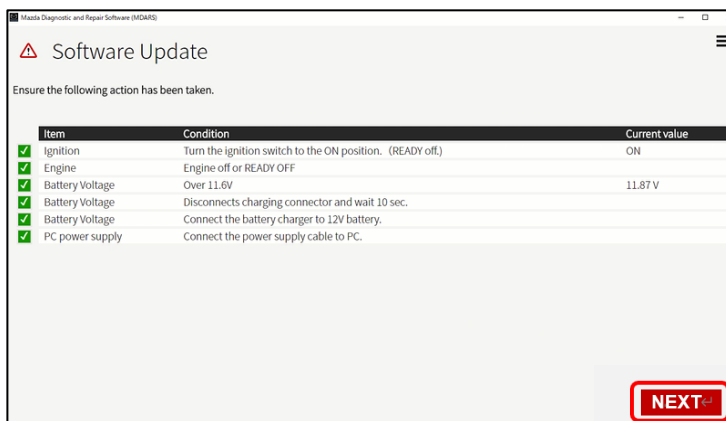 Mazda Diagnostic and Repair Software (MDARS)
Software Update
Ensure the following action has been taken.
Item Condition Current value
Ignition Turn the ignition switch to the ON position. (READY off.) ON
Engine Engine off or READY OFF
Battery Voltage Over 11.6V 11.87 V
Battery Voltage Disconnects charging connector and wait 10 sec.
Battery Voltage Connect the battery charger to 12V battery.
PC power supply Connect the power supply cable to PC.
NEXT↵